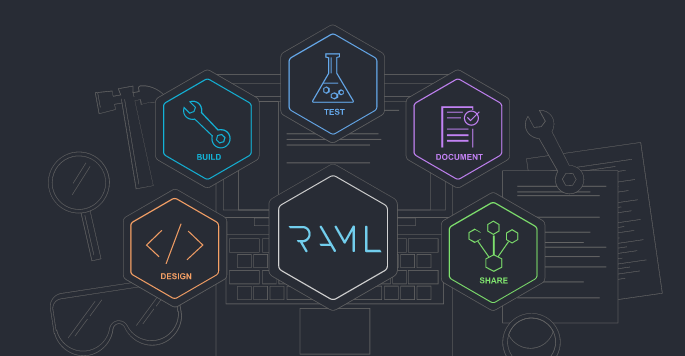 TEST
BUILD
DOCUMENT
RAML
DESIGN
SHARE